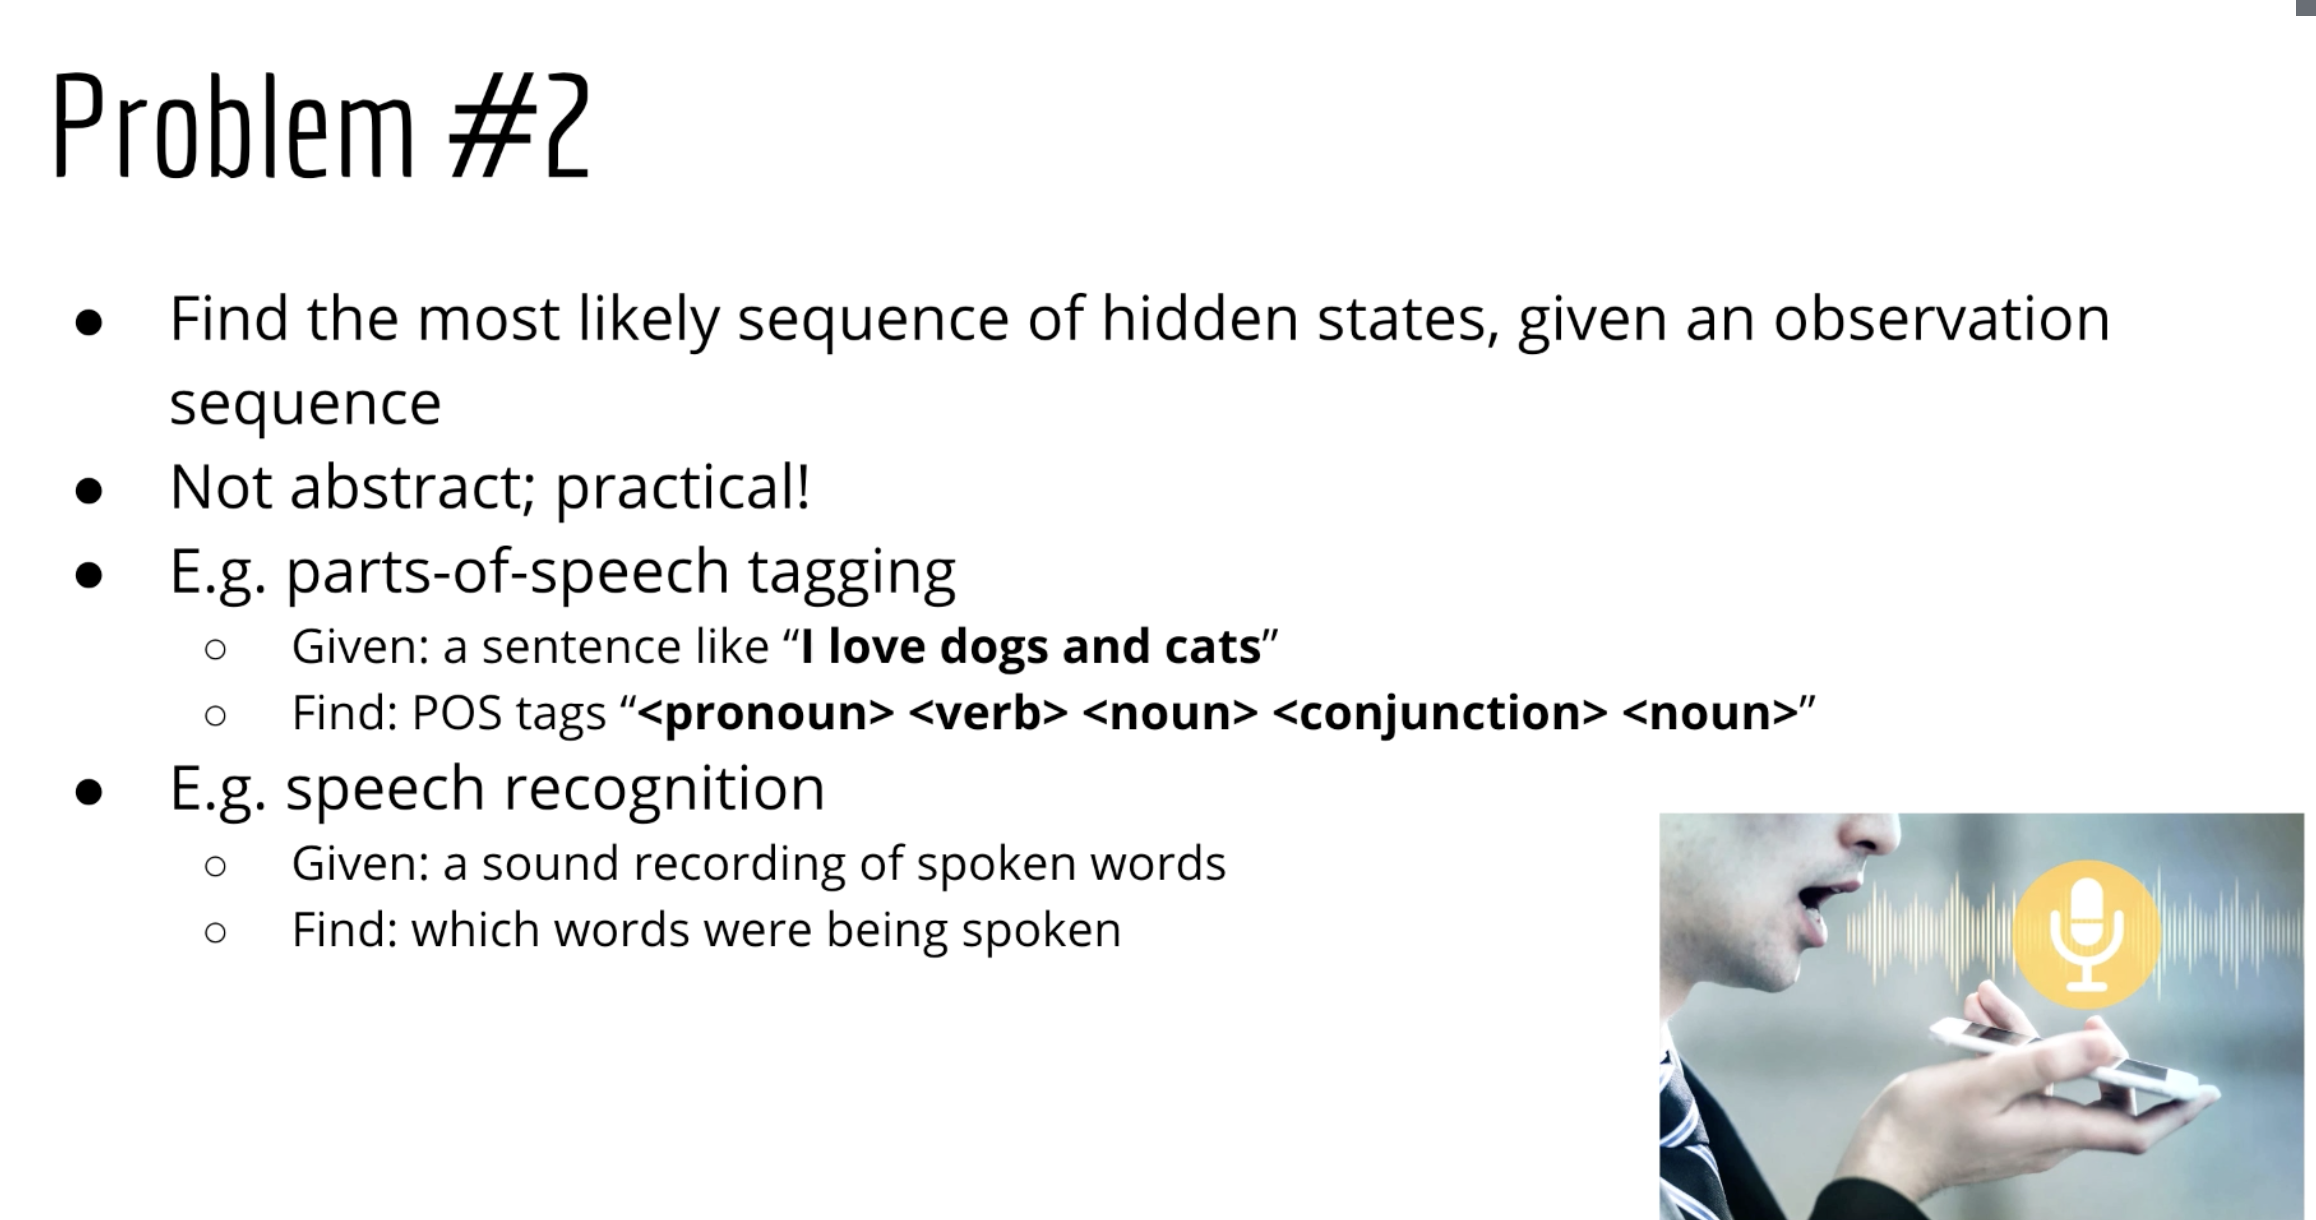 Problem #2
● Find the most likely sequence of hidden states, given an observation
sequence
● Not abstract; practical!
● E.g. parts-of-speech tagging
○ Given: a sentence like “I love dogs and cats”
○ Find: POS tags “<pronoun> <verb> <noun> <conjunction> <noun>”
● E.g. speech recognition
○ Given: a sound recording of spoken words
○ Find: which words were being spoken